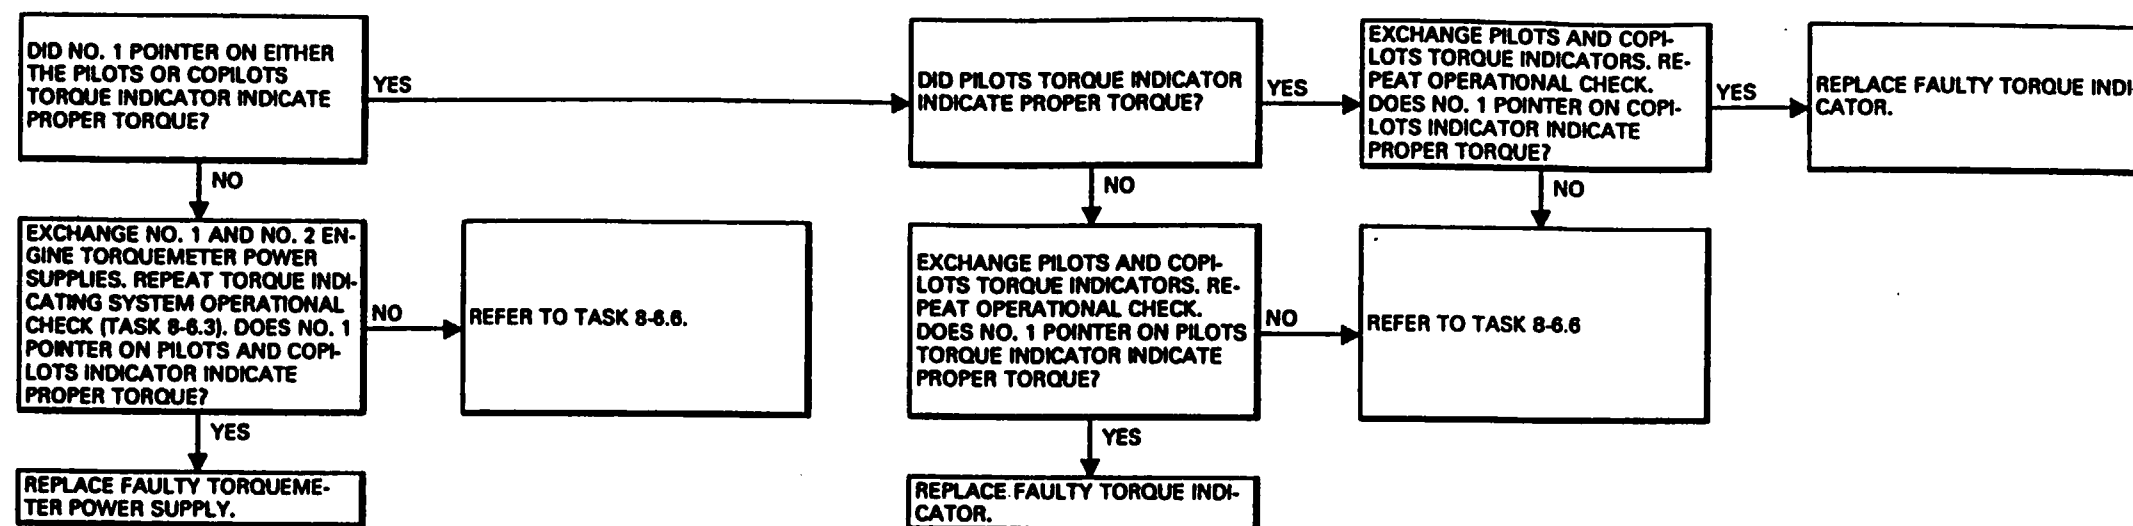 DID NO. 1 POINTER ON EITHER
THE PILOTS OR COPILOTS
TORQUE INDICATOR INDICATE
PROPER TORQUE?
YES
NO
DID PILOTS TORQUE INDICATOR
INDICATE PROPER TORQUE?
YES
NO
EXCHANGE PILOTS AND COPI-
LOTS TORQUE INDICATORS. RE-
PEAT OPERATIONAL CHECK.
DOES NO. 1 POINTER ON COPI-
LOTS INDICATOR INDICATE
PROPER TORQUE?
YES
NO
REPLACE FAULTY TORQUE INDI-
CATOR.
EXCHANGE NO. 1 AND NO. 2 EN-
GINE TORQUEMETER POWER
SUPPLIES. REPEAT TORQUE INDI-
CATING SYSTEM OPERATIONAL
CHECK (TASK 8-6.3). DOES NO. 1
POINTER ON PILOTS AND COPI-
LOTS INDICATOR INDICATE
PROPER TORQUE?
NO
YES
REFER TO TASK 8-6.6.
EXCHANGE PILOTS AND COPI-
LOTS TORQUE INDICATORS. RE-
PEAT OPERATIONAL CHECK.
DOES NO. 1 POINTER ON PILOTS
TORQUE INDICATOR INDICATE
PROPER TORQUE?
NO
YES
REFER TO TASK 8-6.6
REPLACE FAULTY TORQUEME-
TER POWER SUPPLY.
REPLACE FAULTY TORQUE INDI-
CATOR.